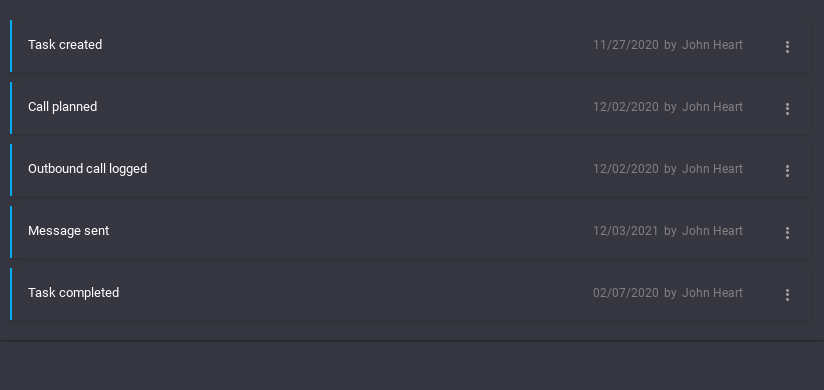 Task created 11/27/2020 by John Heart
Call planned 12/02/2020 by John Heart
Outbound call logged 12/02/2020 by John Heart
Message sent 12/03/2021 by John Heart
Task completed 02/07/2020 by John Heart